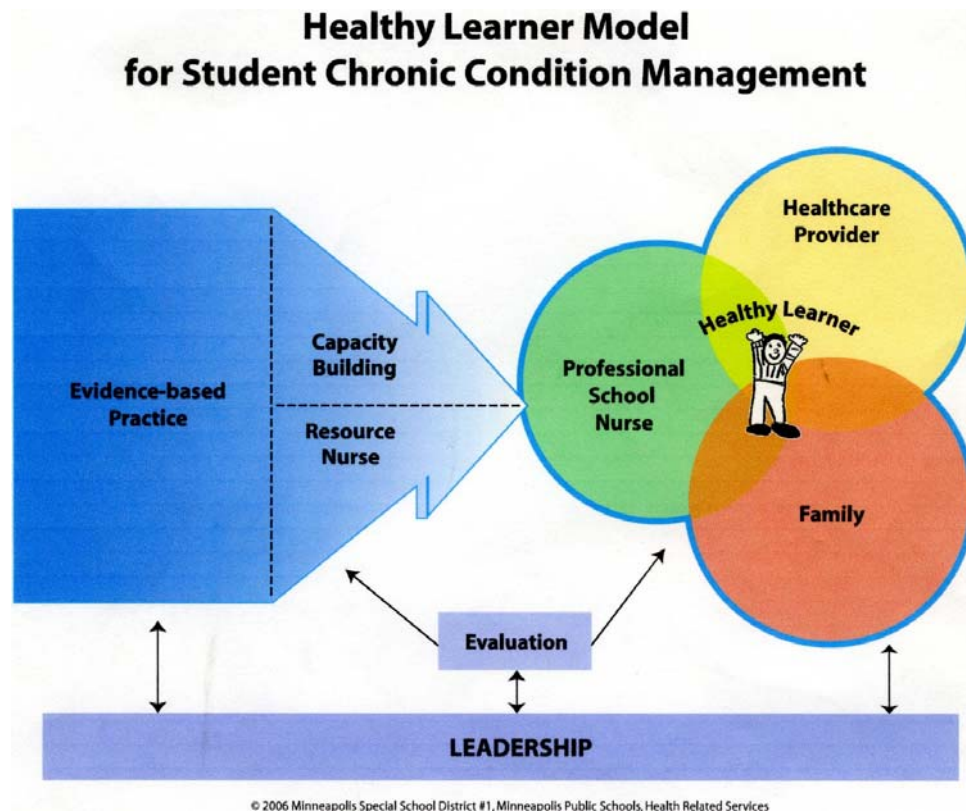 Healthy Learner Model
for Student Chronic Condition Management
Evidence-based
Practice
Capacity
Building
Resource
Nurse
Professional
School
Nurse
Healthcare
Provider
Healthy Learner
Family
Evaluation
LEADERSHIP
© 2006 Minneapolis Special School District #1, Minneapolis Public Schools, Health Related Services